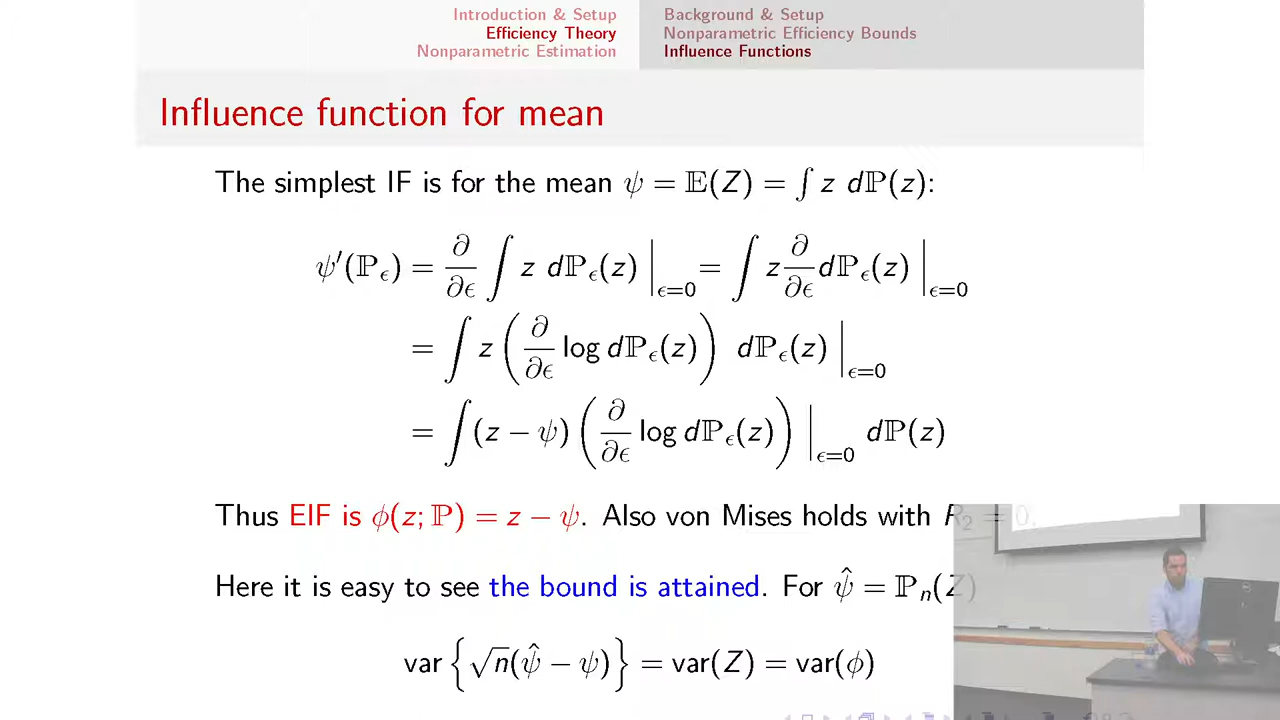 Introduction & Setup
Efficiency Theory
Nonparametric Estimation
Background & Setup
Nonparametric Efficiency Bounds
Influence Functions
Influence function for mean
The simplest IF is for the mean ψ = 𝔼(Z) = ∫ z dℙ(z):
ψ′(ℙ_ϵ) = ∂/∂ϵ ∫ z dℙ_ϵ(z) |_{ϵ=0} = ∫ z ∂/∂ϵ dℙ_ϵ(z) |_{ϵ=0}
= ∫ z (∂/∂ϵ log dℙ_ϵ(z)) dℙ_ϵ(z) |_{ϵ=0}
= ∫ (z − ψ) (∂/∂ϵ log dℙ_ϵ(z)) |_{ϵ=0} dℙ(z)
Thus EIF is ϕ(z; ℙ) = z − ψ. Also von Mises holds with R₂ = 0.
Here it is easy to see the bound is attained. For ψ̂ = ℙₙ(Z)
var {√n(ψ̂ − ψ)} = var(Z) = var(ϕ)